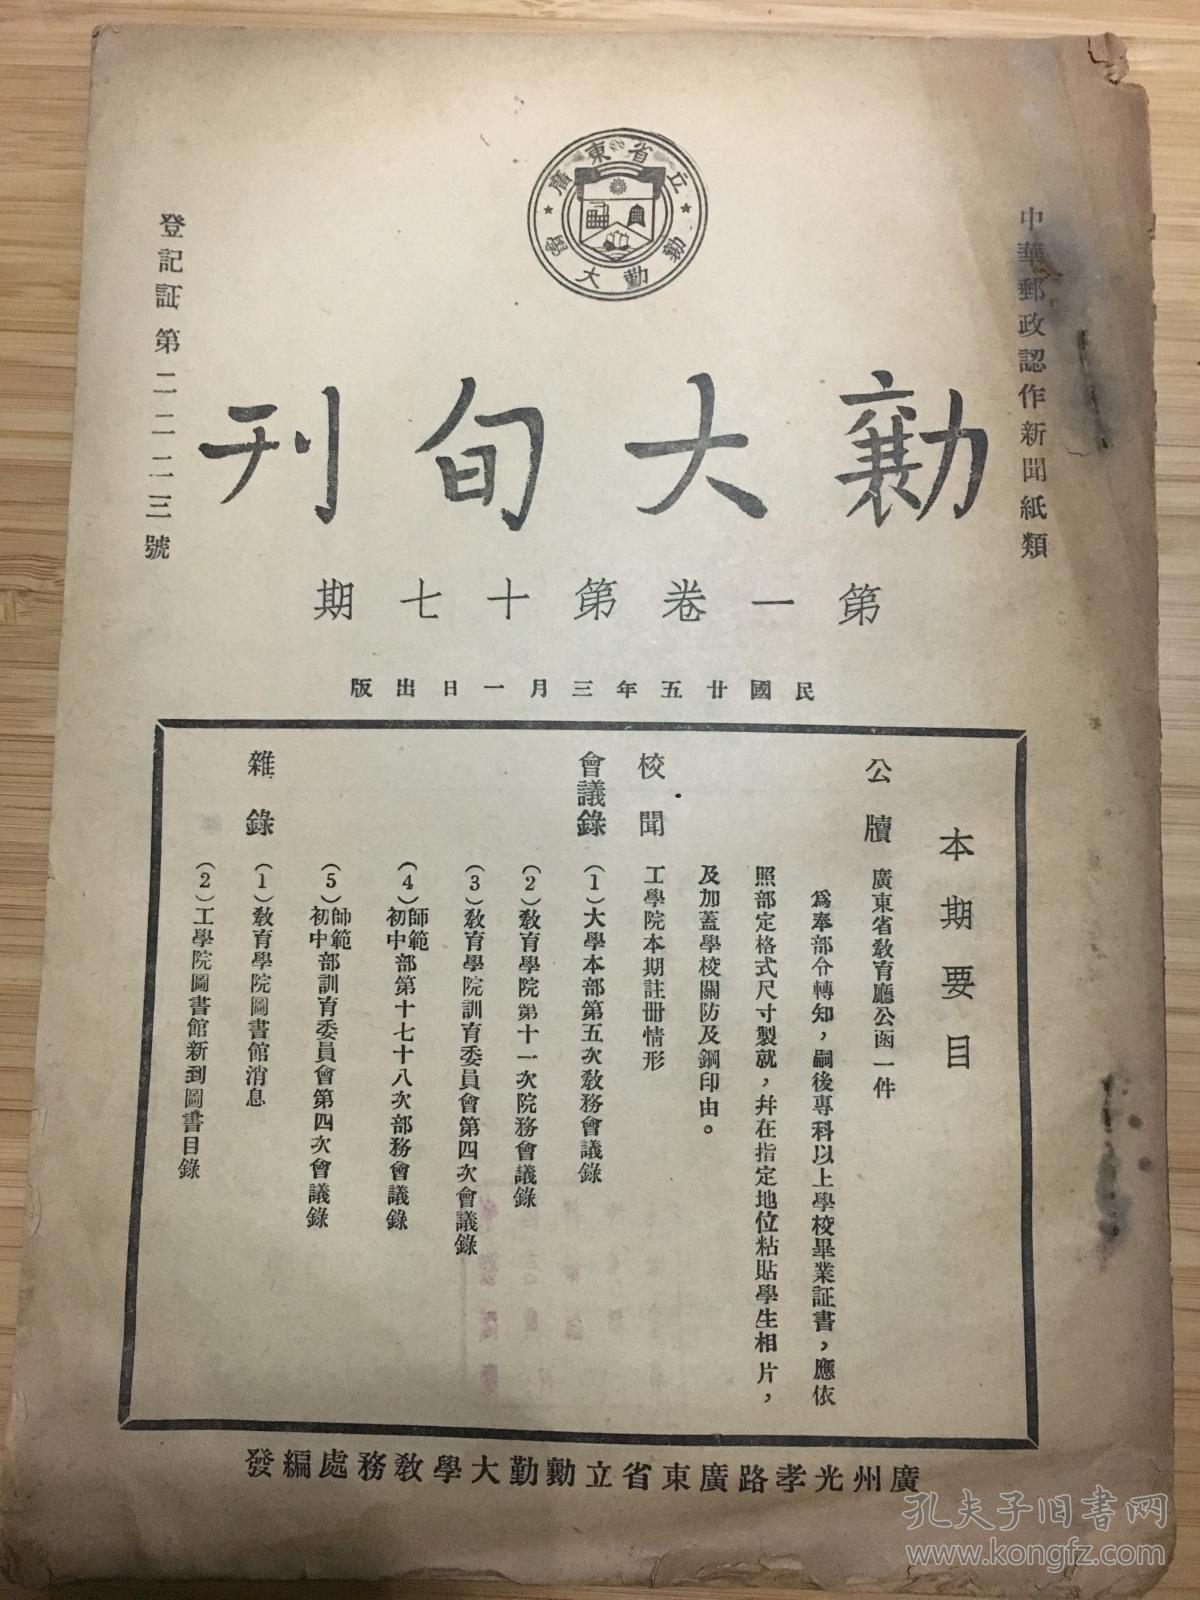 廣東省立勷勤大學
中華郵政認作新聞紙類
登記証第二二二三號
勷大旬刊
第一卷第十七期
民國廿五年三月一日出版
本期要目
公牘
廣東省教育廳公函一件
爲奉部分轉知，嗣後專科以上學校畢業証書，應依
照部定格式尺寸製就，幷在指定地位粘貼學生相片，
及加蓋學校關防及鋼印由。
校聞
工學院本期註册情形
會議錄
(1)大學本部第五次敎務會議錄
(2)敎育學院第十一次院務會議錄
(3)敎育學院訓育委員會第四次會議錄
(4)師範初中部第十七十八次部務會議錄
(5)師範初中部訓育委員會第四次會議錄
雜錄
(1)敎育學院圖書館消息
(2)工學院圖書館新到圖書目錄
廣州光孝路廣東省立勷勤大學敎務處編發
孔夫子旧书网
www.kongfz.com